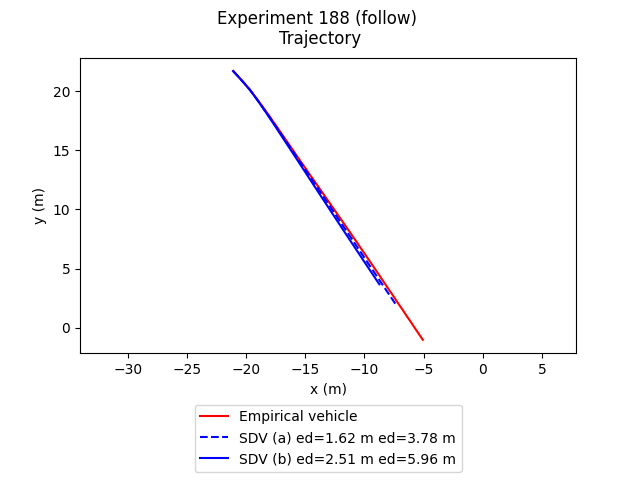 Experiment 188 (follow)
Trajectory
20
15
10
5
0
y (m)
−30
−25
−20
−15
−10
−5
0
5
x (m)
Empirical vehicle
SDV (a) ed=1.62 m ed=3.78 m
SDV (b) ed=2.51 m ed=5.96 m